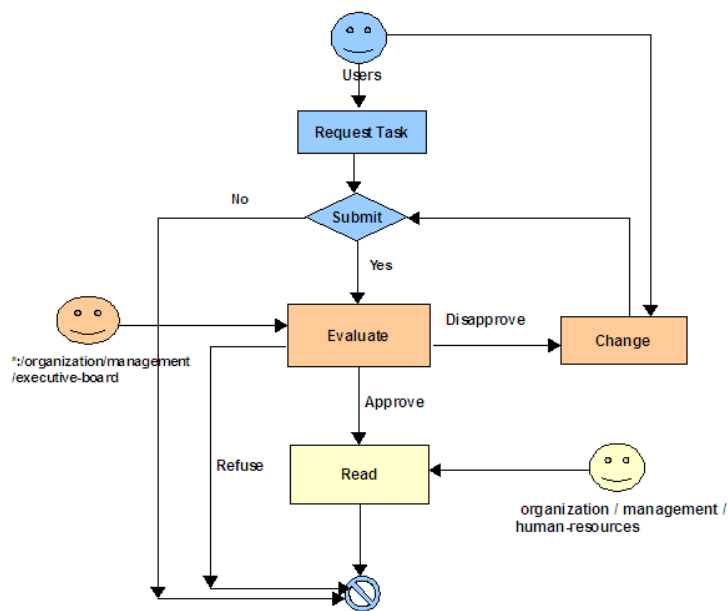 Users
Request Task
No
Submit
Yes
Evaluate
Disapprove
Change
*:/organization/management
/executive-board
Approve
Refuse
Read
organization / management /
human-resources